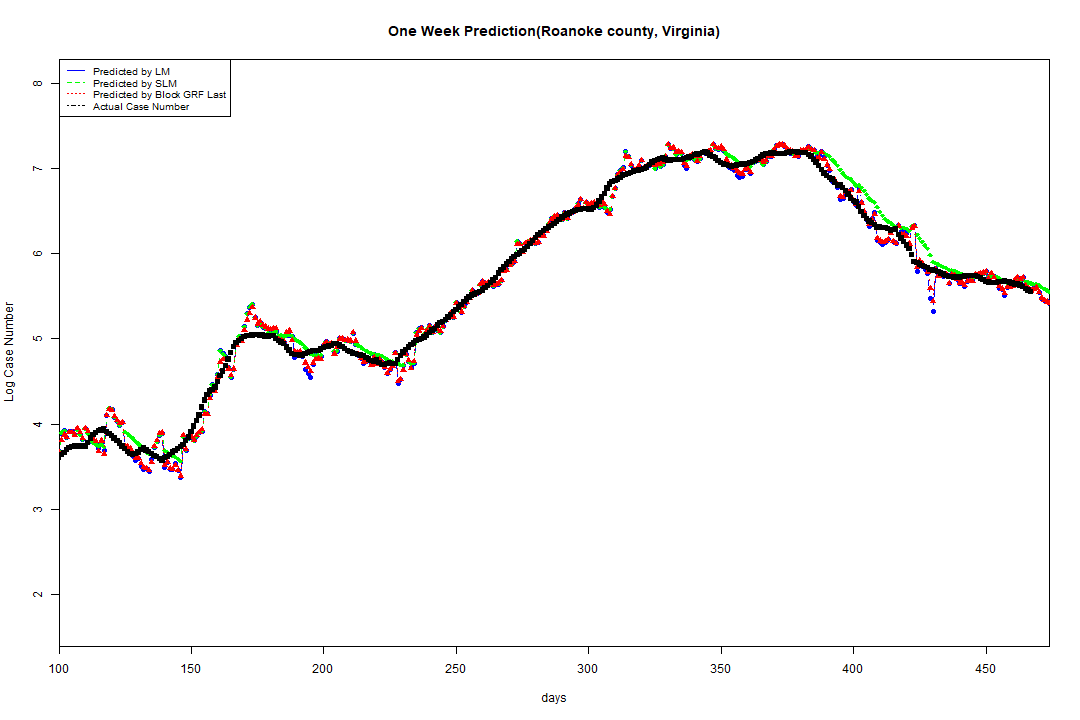 One Week Prediction(Roanoke county, Virginia)
Predicted by LM
Predicted by SLM
Predicted by Block GRF Last
Actual Case Number
8
7
6
5
4
3
2
Log Case Number
100 150 200 250 300 350 400 450
days